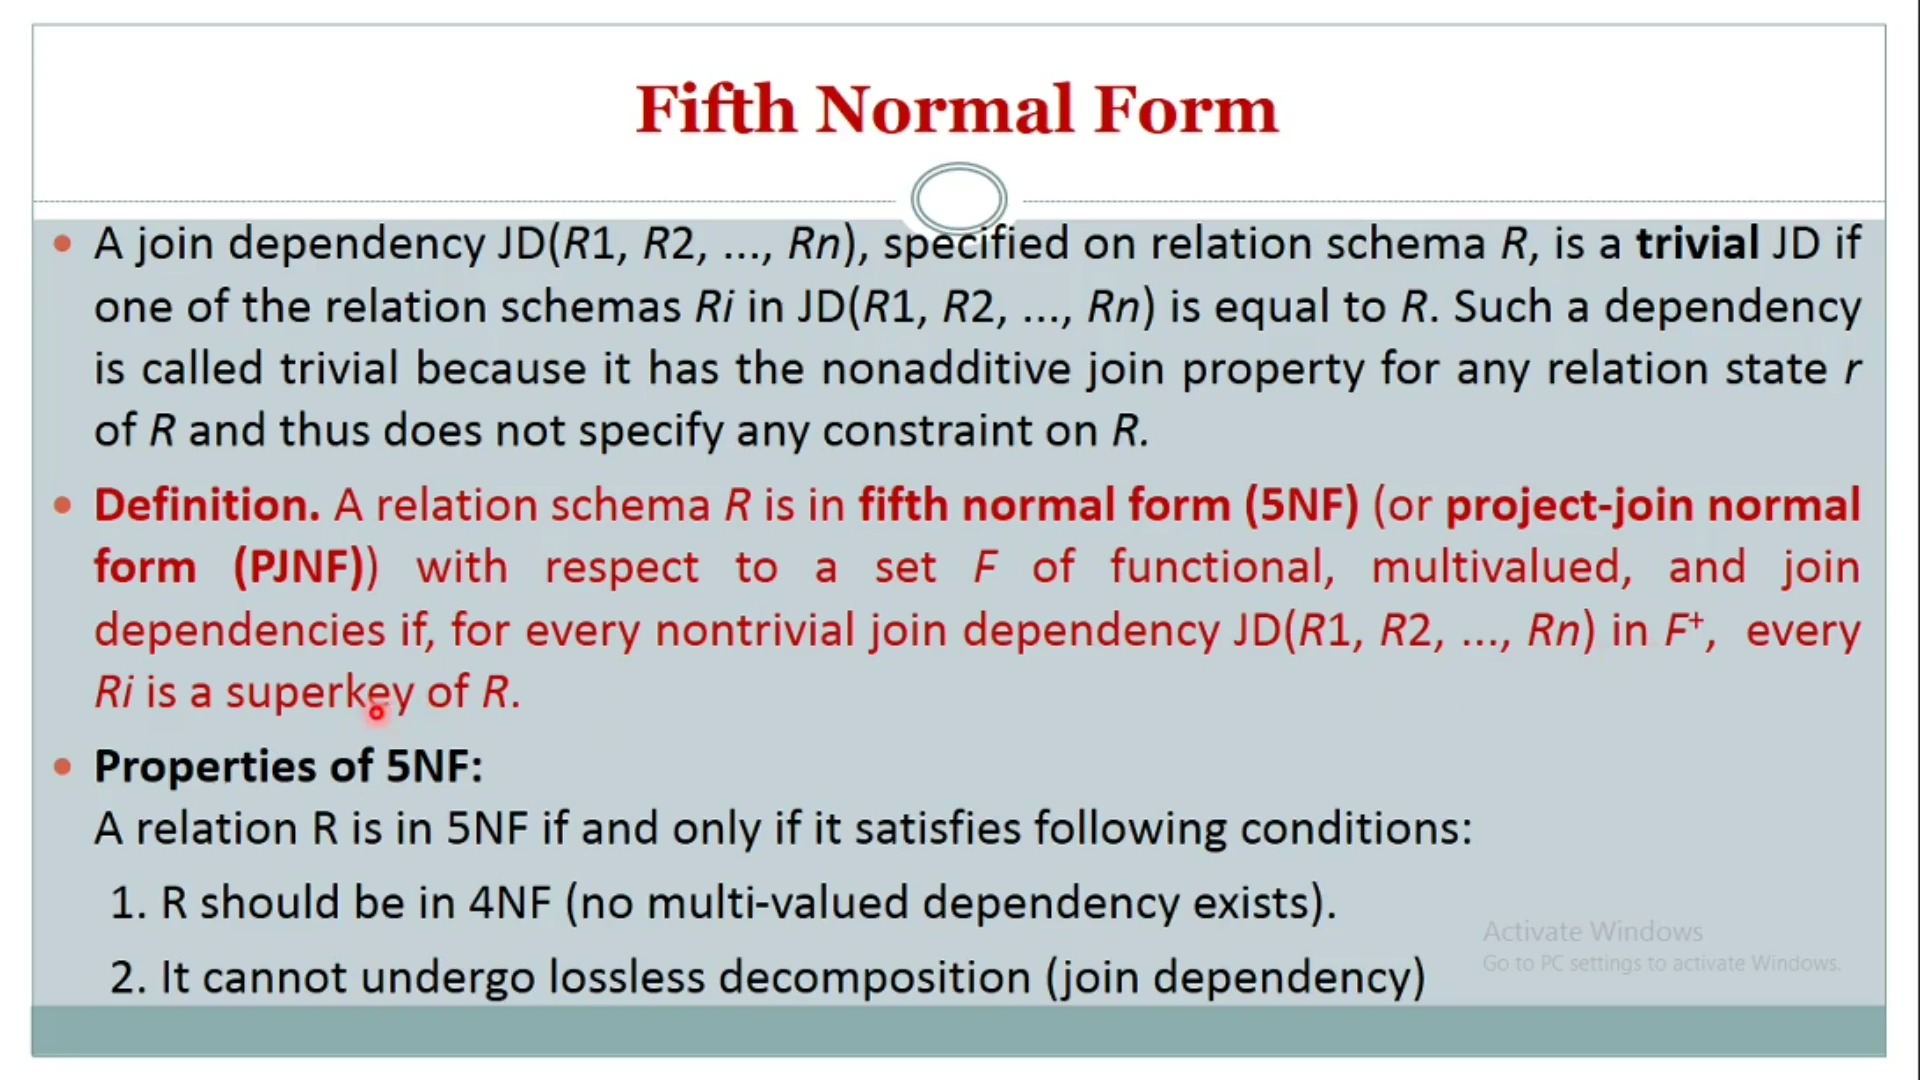 Fifth Normal Form
• A join dependency JD(R1, R2, ..., Rn), specified on relation schema R, is a trivial JD if
one of the relation schemas Ri in JD(R1, R2, ..., Rn) is equal to R. Such a dependency
is called trivial because it has the nonadditive join property for any relation state r
of R and thus does not specify any constraint on R.
• Definition. A relation schema R is in fifth normal form (5NF) (or project-join normal
form (PJNF)) with respect to a set F of functional, multivalued, and join
dependencies if, for every nontrivial join dependency JD(R1, R2, ..., Rn) in F⁺, every
Ri is a superkey of R.
• Properties of 5NF:
A relation R is in 5NF if and only if it satisfies following conditions:
1. R should be in 4NF (no multi-valued dependency exists).
2. It cannot undergo lossless decomposition (join dependency)
Activate Windows
Go to PC settings to activate Windows.